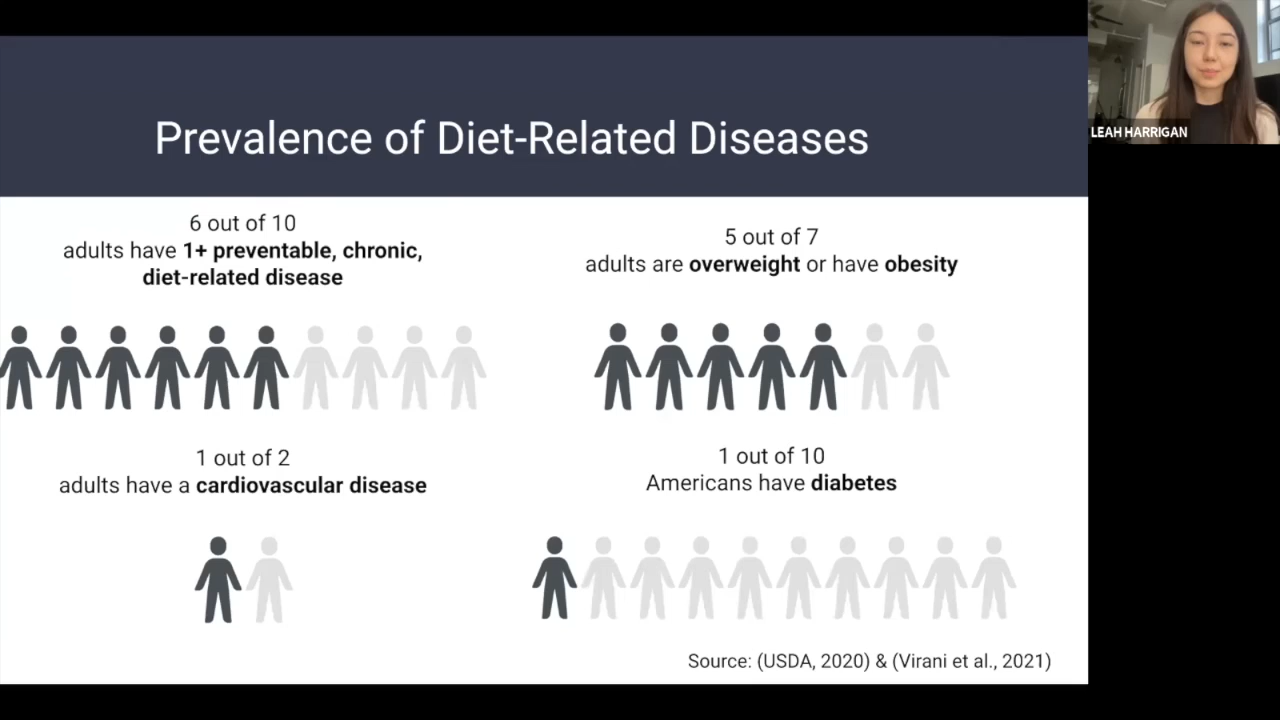 Prevalence of Diet-Related Diseases
6 out of 10
adults have 1+ preventable, chronic,
diet-related disease
5 out of 7
adults are overweight or have obesity
1 out of 2
adults have a cardiovascular disease
1 out of 10
Americans have diabetes
Source: (USDA, 2020) & (Virani et al., 2021)
LEAH HARRIGAN